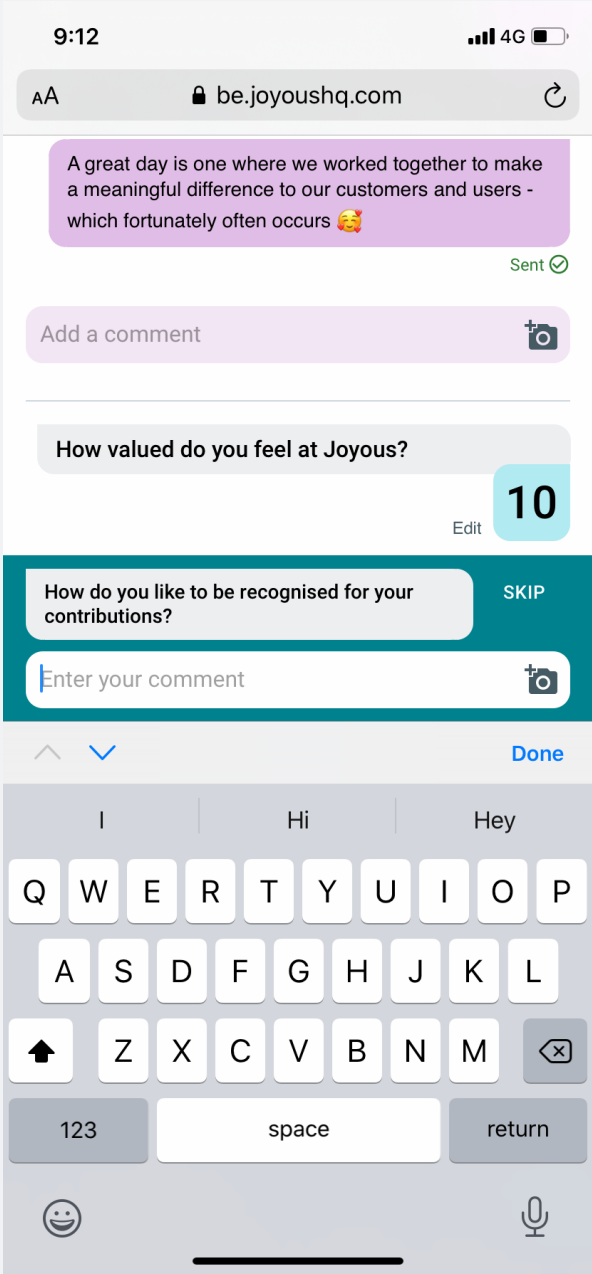 9:12
4G
AA be.joyoushq.com
A great day is one where we worked together to make
a meaningful difference to our customers and users -
which fortunately often occurs 🥰
Sent
Add a comment
How valued do you feel at Joyous?
10
Edit
How do you like to be recognised for your
contributions?
SKIP
Enter your comment
Done
I Hi Hey
Q W E R T Y U I O P
A S D F G H J K L
Z X C V B N M
123 space return